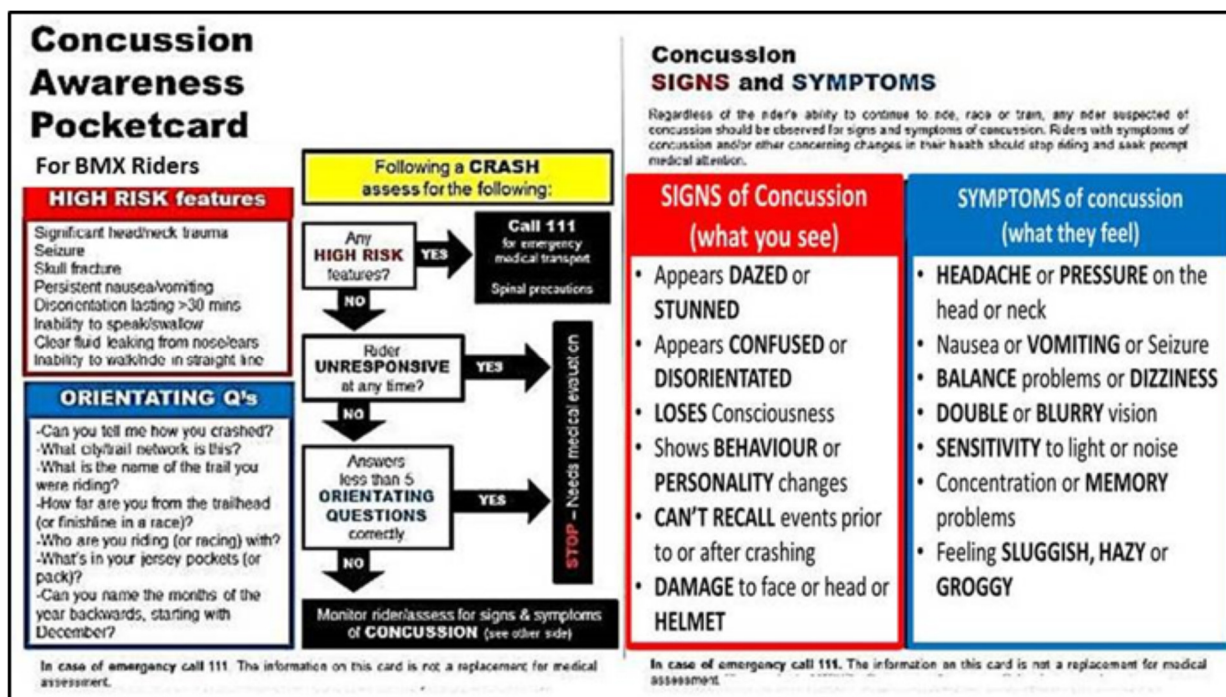 Concussion
Awareness
Pocketcard
For BMX Riders
HIGH RISK features
Significant head/neck trauma
Seizure
Skull fracture
Persistent nausea/vomiting
Disorientation lasting >30 mins
Inability to speak/swallow
Clear fluid leaking from nose/ears
Inability to walk/ride in straight line
ORIENTATING Q's
-Can you tell me how you crashed?
-What city/trail network is this?
-What is the name of the trail you
were riding?
-How far are you from the trailhead
(or finishline in a race)?
-Who are you riding (or racing) with?
-What's in your jersey pockets (or
pack)?
-Can you name the months of the
year backwards, starting with
December?
Following a CRASH
assess for the following:
Any
HIGH RISK
features?
YES
Call 111
for emergency
medical transport
Spinal precautions
NO
Rider
UNRESPONSIVE
at any time?
YES
NO
Answers
less than 5
ORIENTATING
QUESTIONS
correctly
YES
STOP – Needs medical evaluation
NO
Monitor rider/assess for signs & symptoms
of CONCUSSION (see other side)
In case of emergency call 111. The information on this card is not a replacement for medical
assessment.
Concussion
SIGNS and SYMPTOMS
Regardless of the rider's ability to continue to ride, race or train, any rider suspected of
concussion should be observed for signs and symptoms of concussion. Riders with symptoms of
concussion and/or other concerning changes in their health should stop riding and seek prompt
medical attention.
SIGNS of Concussion
(what you see)
• Appears DAZED or
STUNNED
• Appears CONFUSED or
DISORIENTATED
• LOSES Consciousness
• Shows BEHAVIOUR or
PERSONALITY changes
• CAN'T RECALL events prior
to or after crashing
• DAMAGE to face or head or
HELMET
SYMPTOMS of concussion
(what they feel)
• HEADACHE or PRESSURE on the
head or neck
• Nausea or VOMITING or Seizure
• BALANCE problems or DIZZINESS
• DOUBLE or BLURRY vision
• SENSITIVITY to light or noise
• Concentration or MEMORY
problems
• Feeling SLUGGISH, HAZY or
GROGGY
In case of emergency call 111. The information on this card is not a replacement for medical
assessment.